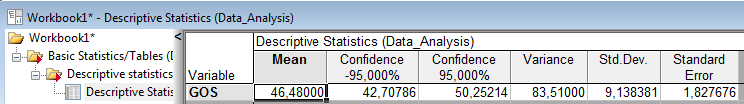 Workbook1* - Descriptive Statistics (Data_Analysis)
Workbook1*
Basic Statistics/Tables (I
Descriptive statistics
Descriptive Statis
Descriptive Statistics (Data_Analysis)
Variable Mean Confidence -95,000% Confidence 95,000% Variance Std.Dev. Standard Error
GOS 46,48000 42,70786 50,25214 83,51000 9,138381 1,827676